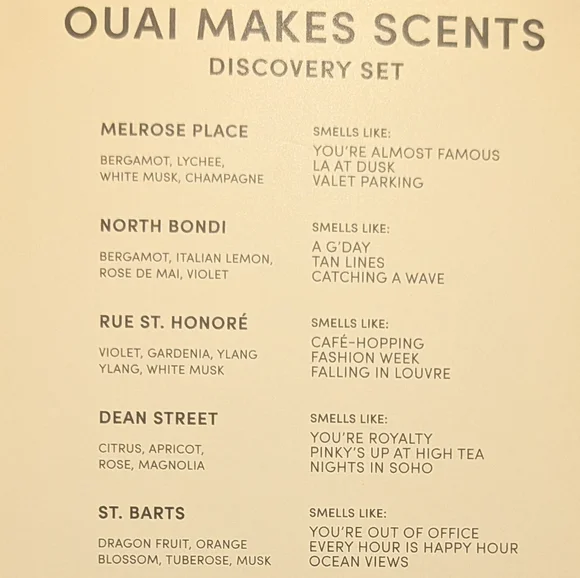 OUAI MAKES SCENTS
DISCOVERY SET
MELROSE PLACE
BERGAMOT, LYCHEE,
WHITE MUSK, CHAMPAGNE
SMELLS LIKE:
YOU'RE ALMOST FAMOUS
LA AT DUSK
VALET PARKING
NORTH BONDI
BERGAMOT, ITALIAN LEMON,
ROSE DE MAI, VIOLET
SMELLS LIKE:
A G'DAY
TAN LINES
CATCHING A WAVE
RUE ST. HONORÉ
VIOLET, GARDENIA, YLANG
YLANG, WHITE MUSK
SMELLS LIKE:
CAFÉ-HOPPING
FASHION WEEK
FALLING IN LOUVRE
DEAN STREET
CITRUS, APRICOT,
ROSE, MAGNOLIA
SMELLS LIKE:
YOU'RE ROYALTY
PINKY'S UP AT HIGH TEA
NIGHTS IN SOHO
ST. BARTS
DRAGON FRUIT, ORANGE
BLOSSOM, TUBEROSE, MUSK
SMELLS LIKE:
YOU'RE OUT OF OFFICE
EVERY HOUR IS HAPPY HOUR
OCEAN VIEWS